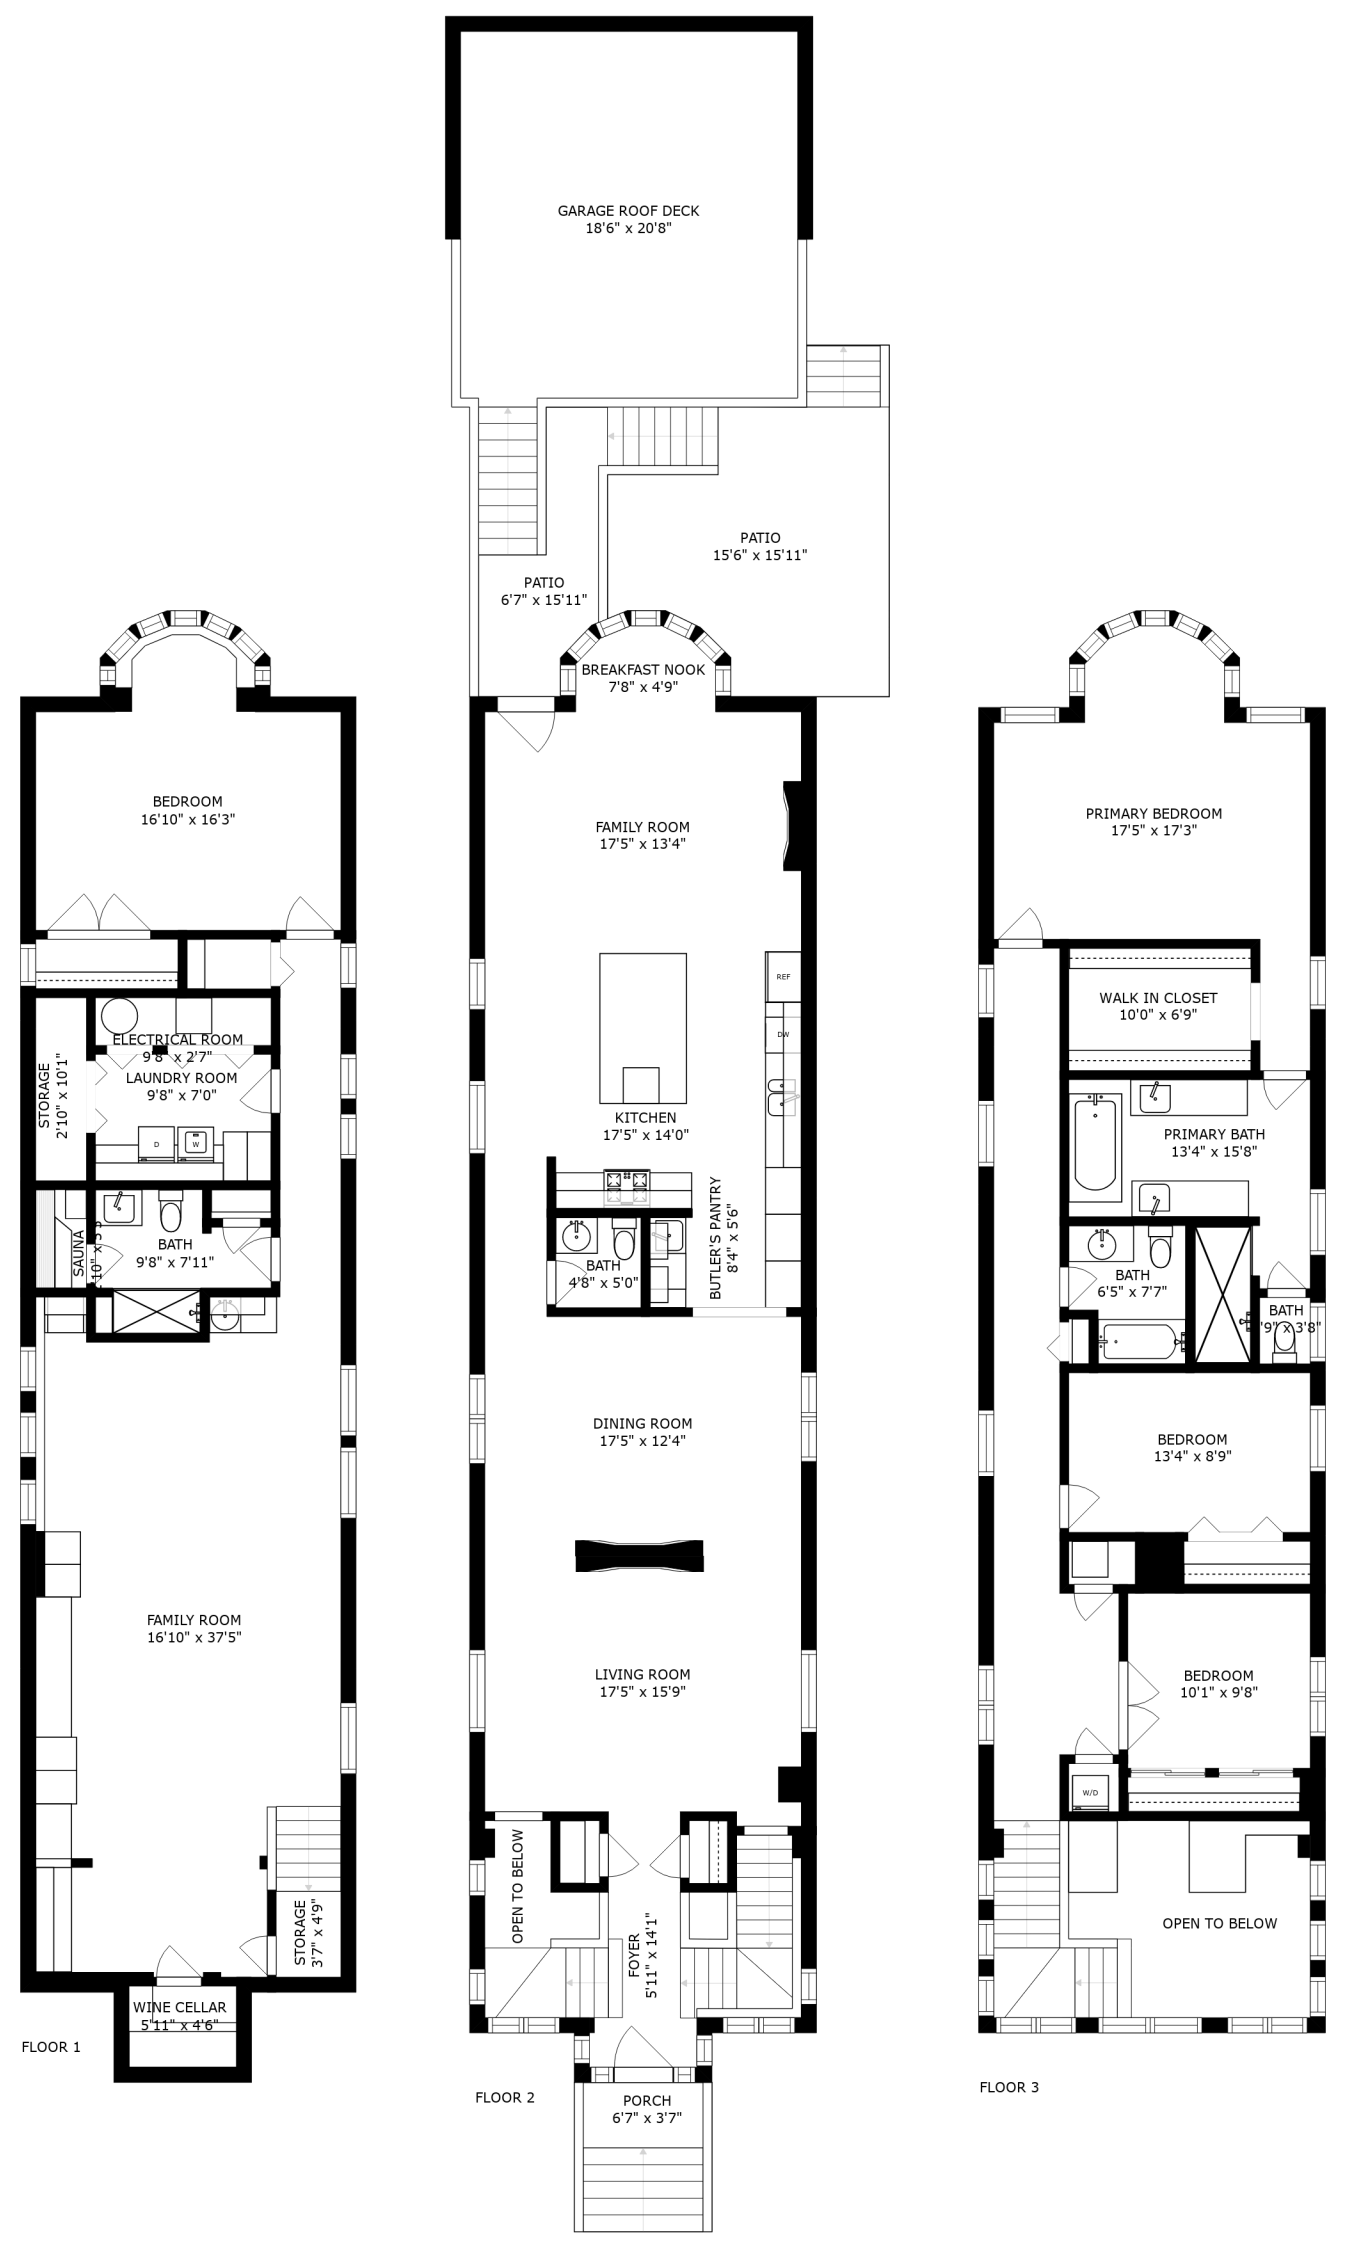 GARAGE ROOF DECK
18'6" x 20'8"
PATIO
15'6" x 15'11"
PATIO
6'7" x 15'11"
BREAKFAST NOOK
7'8" x 4'9"
FAMILY ROOM
17'5" x 13'4"
REF
DW
KITCHEN
17'5" x 14'0"
BUTLER'S PANTRY
8'4" x 5'6"
BATH
4'8" x 5'0"
DINING ROOM
17'5" x 12'4"
LIVING ROOM
17'5" x 15'9"
OPEN TO BELOW
FOYER
5'11" x 14'1"
PORCH
6'7" x 3'7"
FLOOR 2
BEDROOM
16'10" x 16'3"
ELECTRICAL ROOM
9'8" x 2'7"
LAUNDRY ROOM
9'8" x 7'0"
STORAGE
2'10" x 10'1"
D
W
SAUNA
BATH
9'8" x 7'11"
FAMILY ROOM
16'10" x 37'5"
STORAGE
3'7" x 4'9"
WINE CELLAR
5'11" x 4'6"
FLOOR 1
PRIMARY BEDROOM
17'5" x 17'3"
WALK IN CLOSET
10'0" x 6'9"
PRIMARY BATH
13'4" x 15'8"
BATH
6'5" x 7'7"
BATH
'9" x 3'8"
BEDROOM
13'4" x 8'9"
BEDROOM
10'1" x 9'8"
W/D
OPEN TO BELOW
FLOOR 3